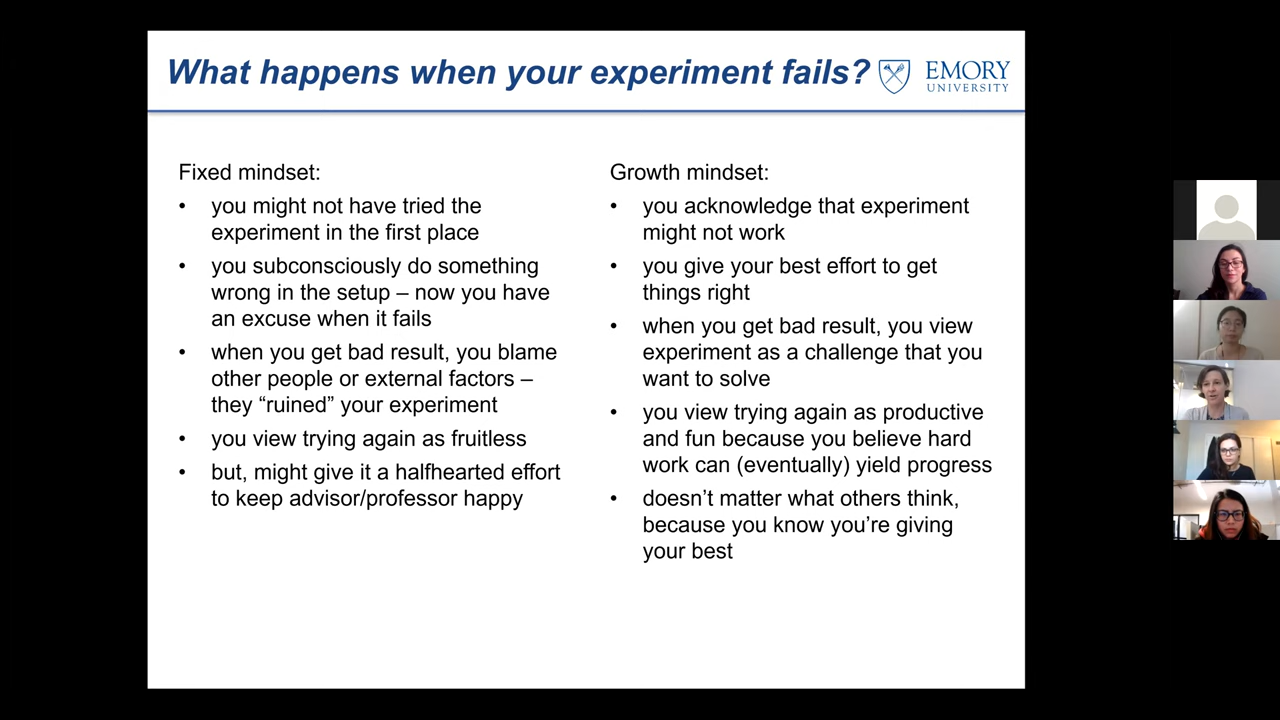 What happens when your experiment fails?
EMORY
UNIVERSITY
Fixed mindset:
• you might not have tried the
experiment in the first place
• you subconsciously do something
wrong in the setup – now you have
an excuse when it fails
• when you get bad result, you blame
other people or external factors –
they “ruined” your experiment
• you view trying again as fruitless
• but, might give it a halfhearted effort
to keep advisor/professor happy
Growth mindset:
• you acknowledge that experiment
might not work
• you give your best effort to get
things right
• when you get bad result, you view
experiment as a challenge that you
want to solve
• you view trying again as productive
and fun because you believe hard
work can (eventually) yield progress
• doesn’t matter what others think,
because you know you’re giving
your best